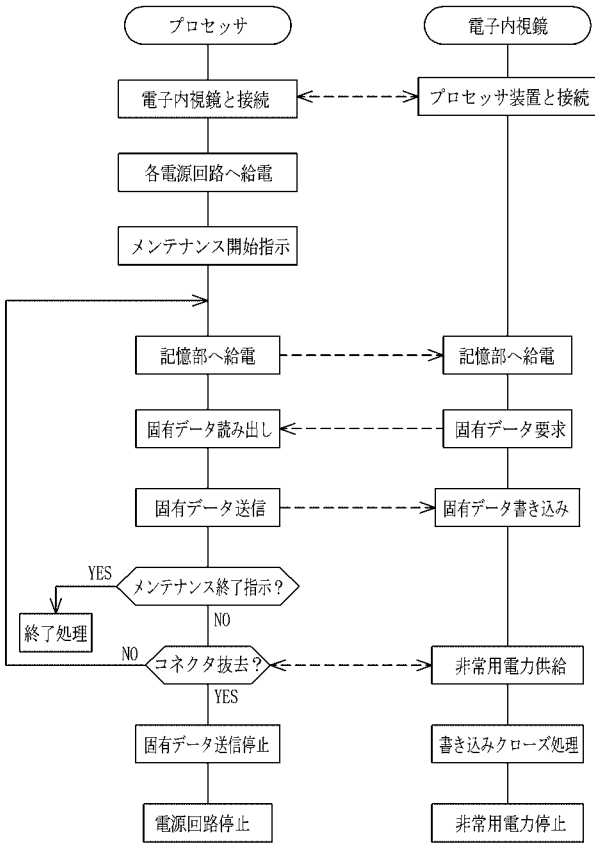 プロセッサ
電子内視鏡
電子内視鏡と接続
プロセッサ装置と接続
各電源回路へ給電
メンテナンス開始指示
記憶部へ給電
記憶部へ給電
固有データ読み出し
固有データ要求
固有データ送信
固有データ書き込み
YES
メンテナンス終了指示?
終了処理
NO
NO
コネクタ抜去?
非常用電力供給
YES
固有データ送信停止
書き込みクローズ処理
電源回路停止
非常用電力停止